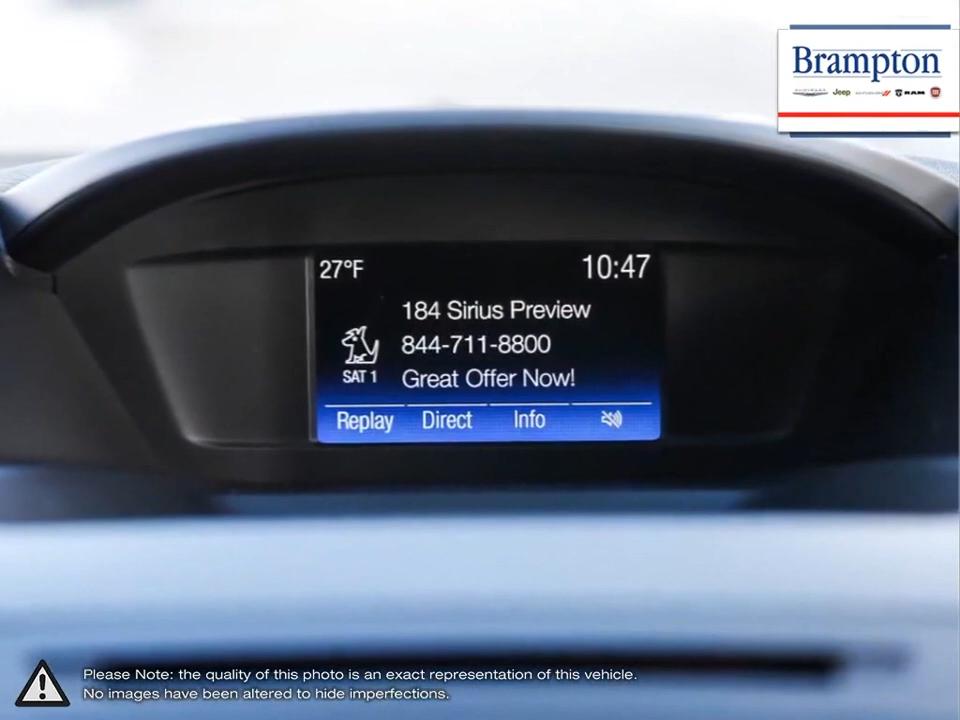 Brampton
Jeep RAM
27°F 10:47
184 Sirius Preview
844-711-8800
SAT 1 Great Offer Now!
Replay Direct Info
Please Note: the quality of this photo is an exact representation of this vehicle.
No images have been altered to hide imperfections.